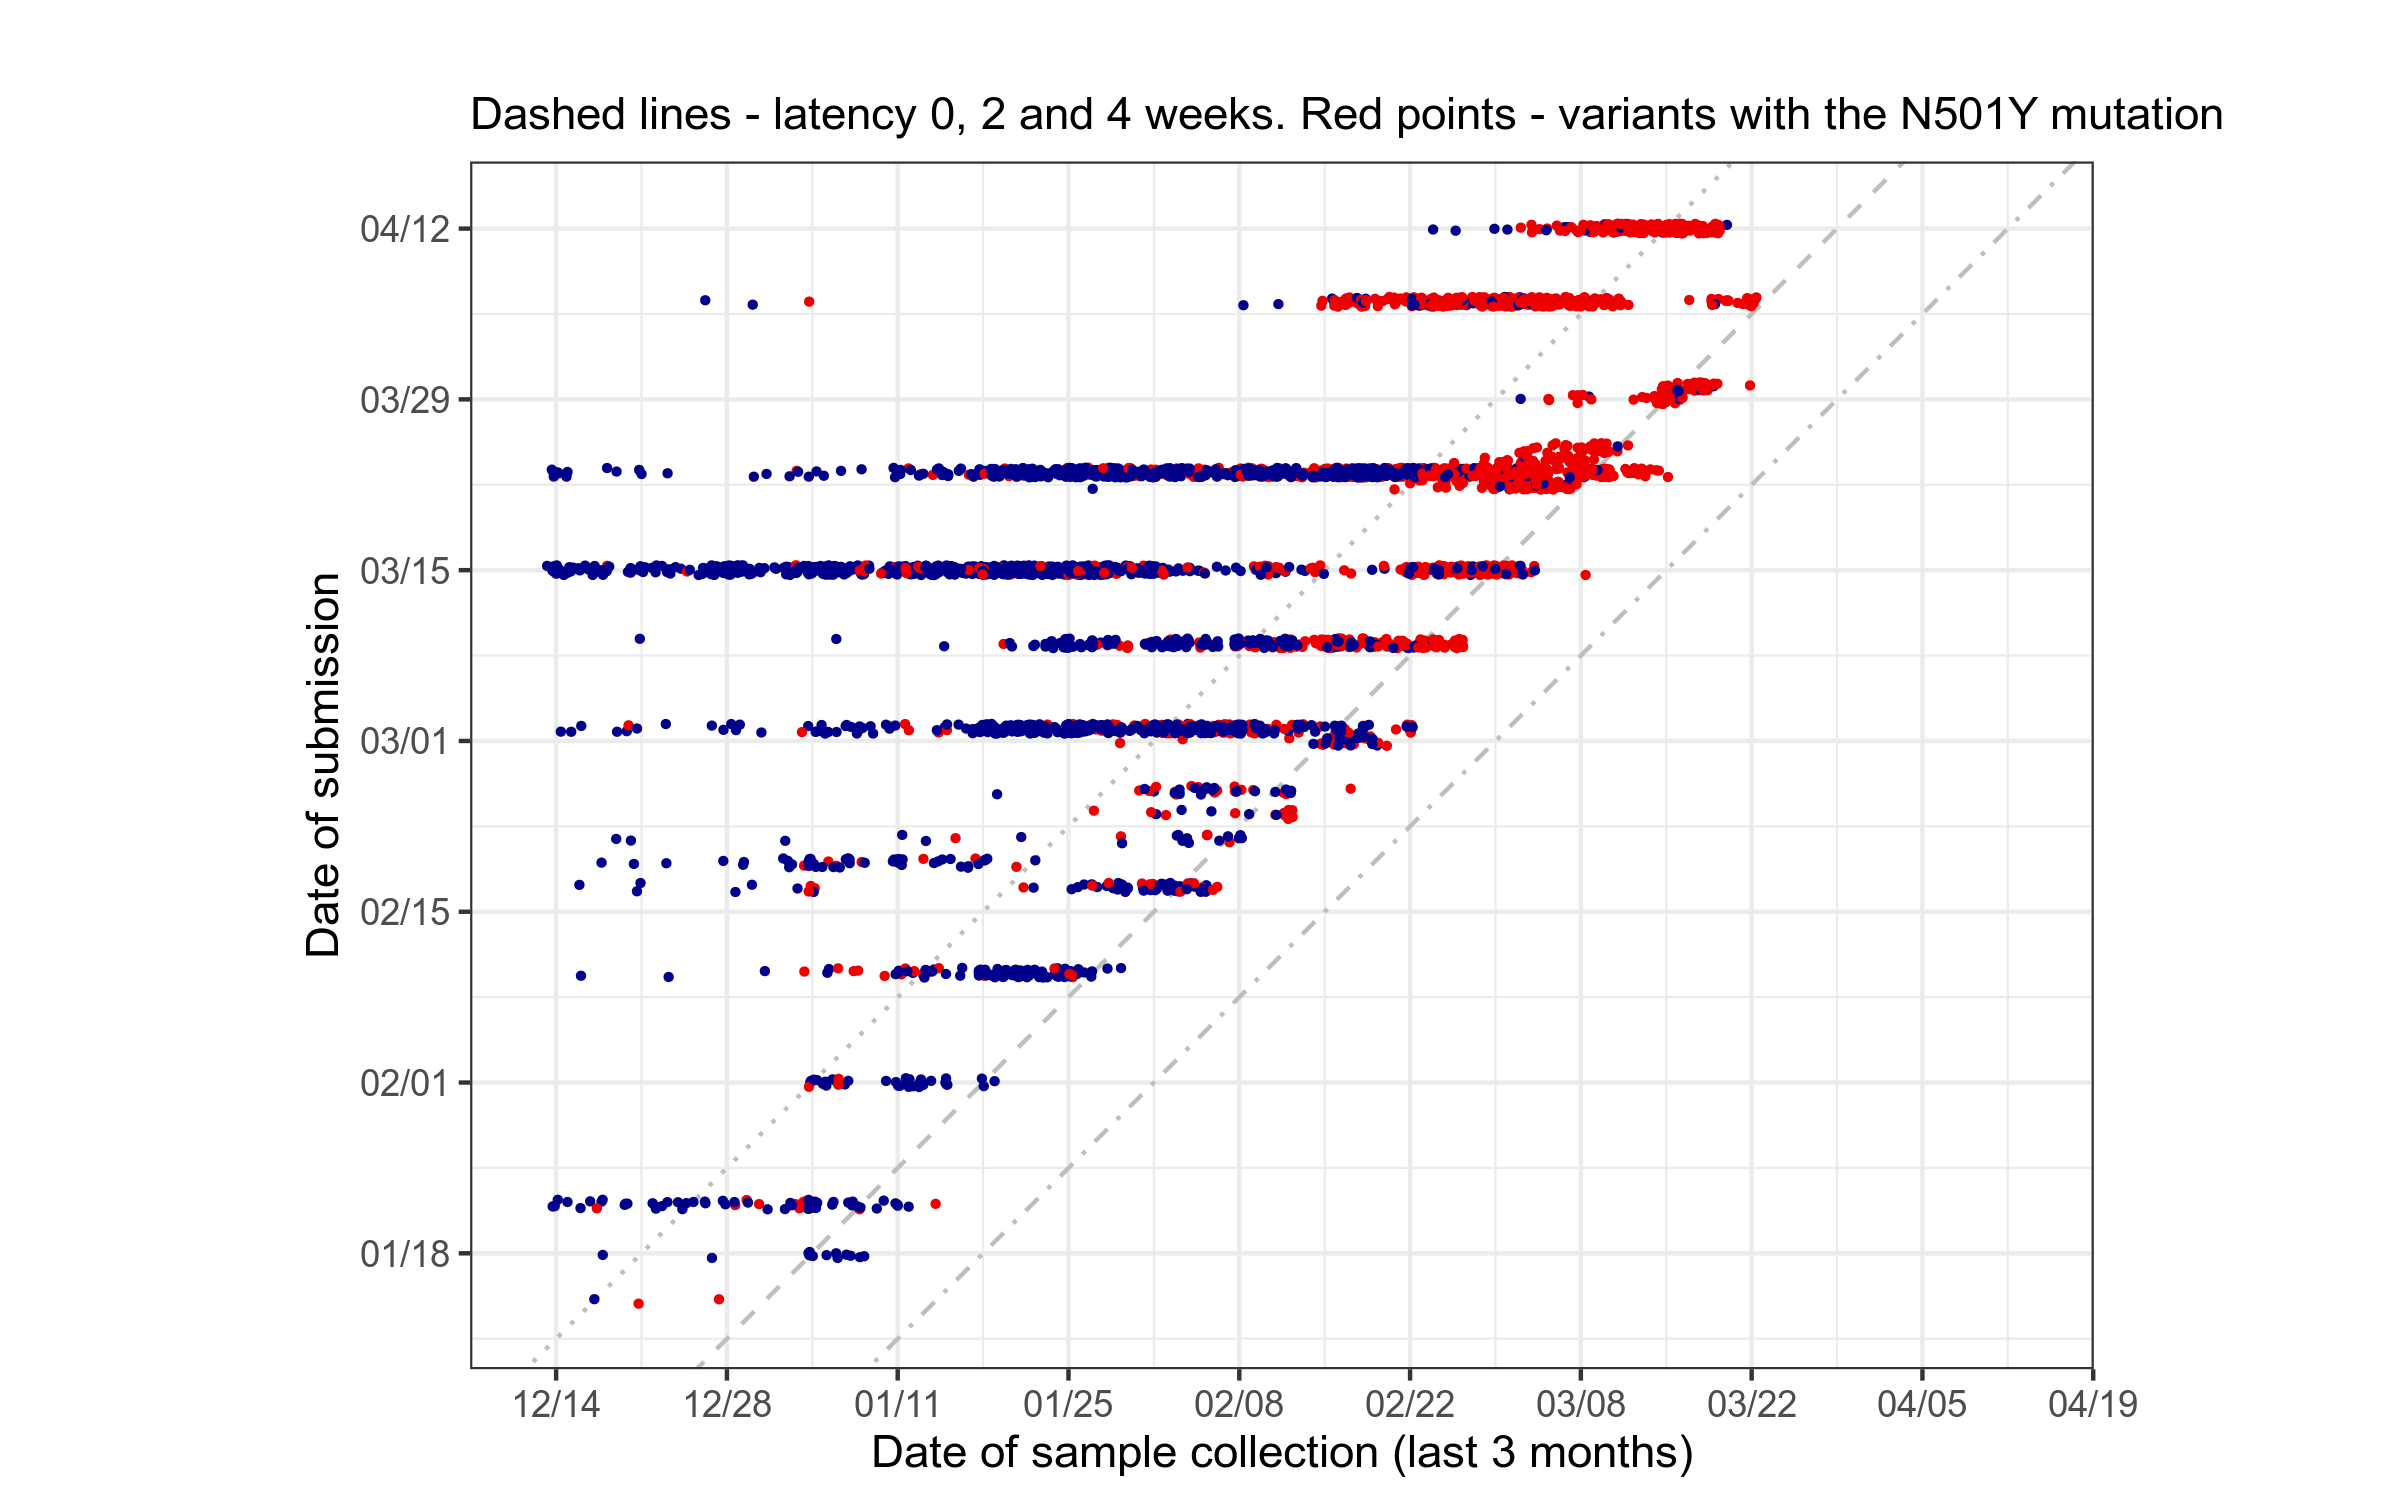 Dashed lines - latency 0, 2 and 4 weeks. Red points - variants with the N501Y mutation
04/12
03/29
03/15
03/01
02/15
02/01
01/18
Date of submission
12/14 12/28 01/11 01/25 02/08 02/22 03/08 03/22 04/05 04/19
Date of sample collection (last 3 months)